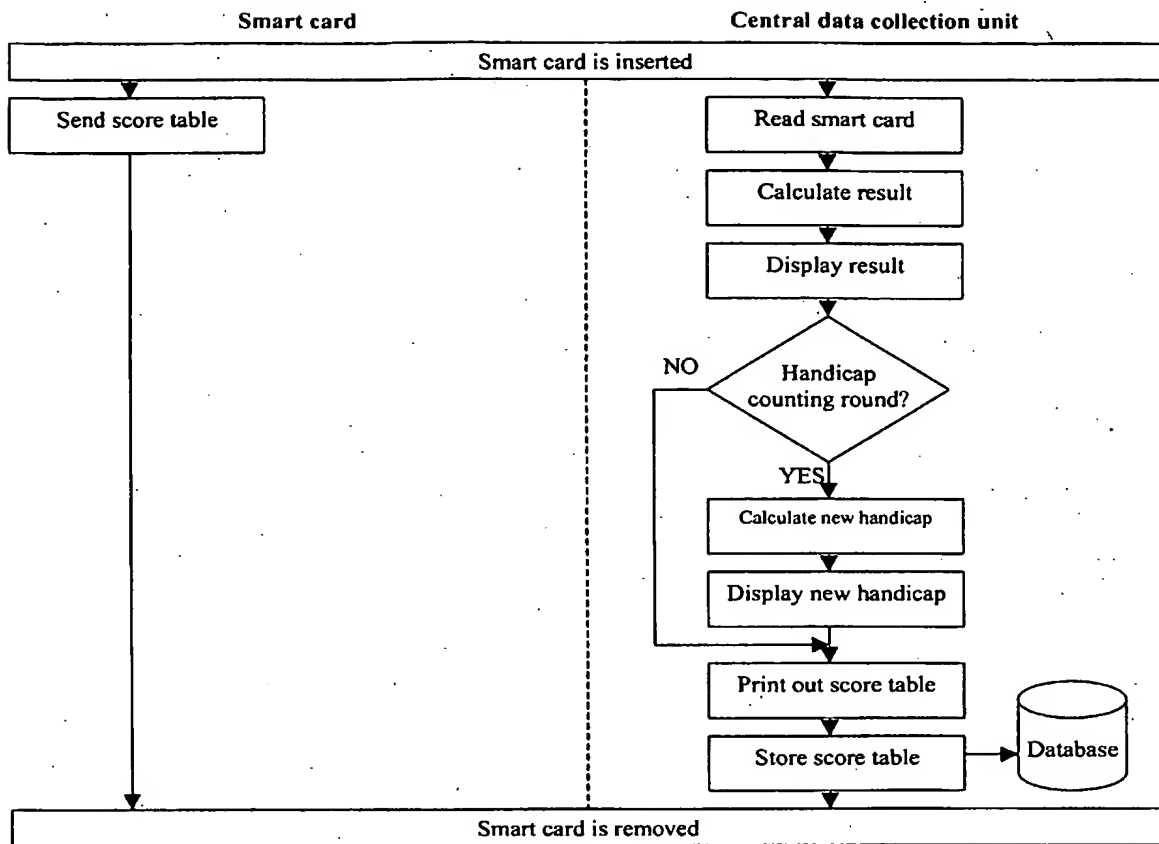 Smart card
Central data collection unit
Smart card is inserted
Send score table
Read smart card
Calculate result
Display result
NO
Handicap
counting round?
YES
Calculate new handicap
Display new handicap
Print out score table
Store score table
Database
Smart card is removed